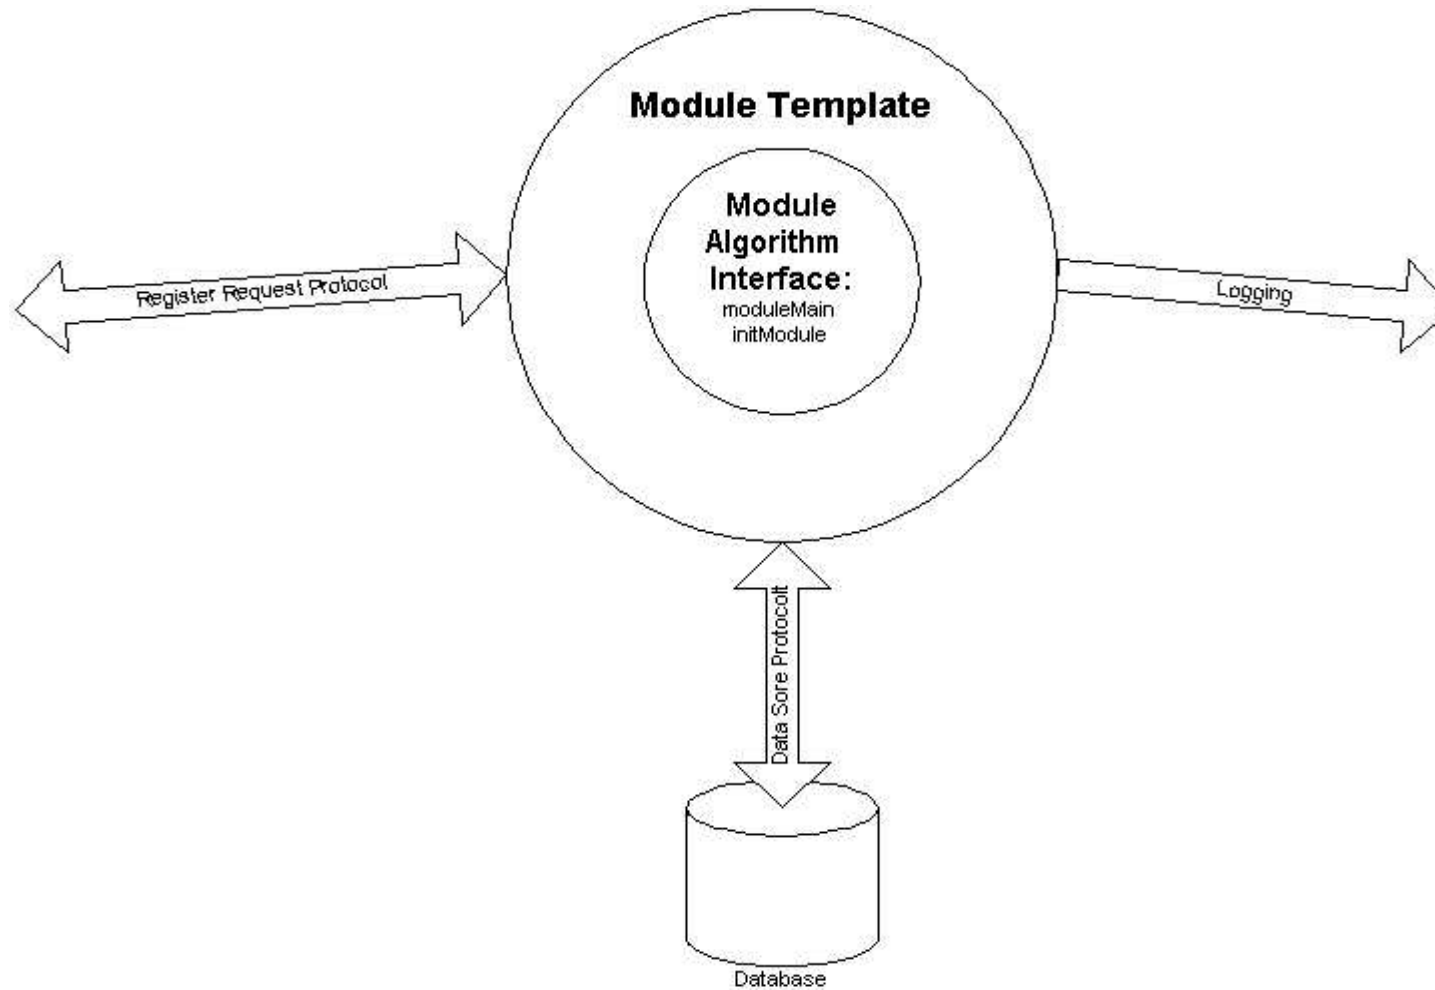 Module Template
Module
Algorithm
Interface:
moduleMain
initModule
Register Request Protocol
Logging
Data Sore Protocolt
Database